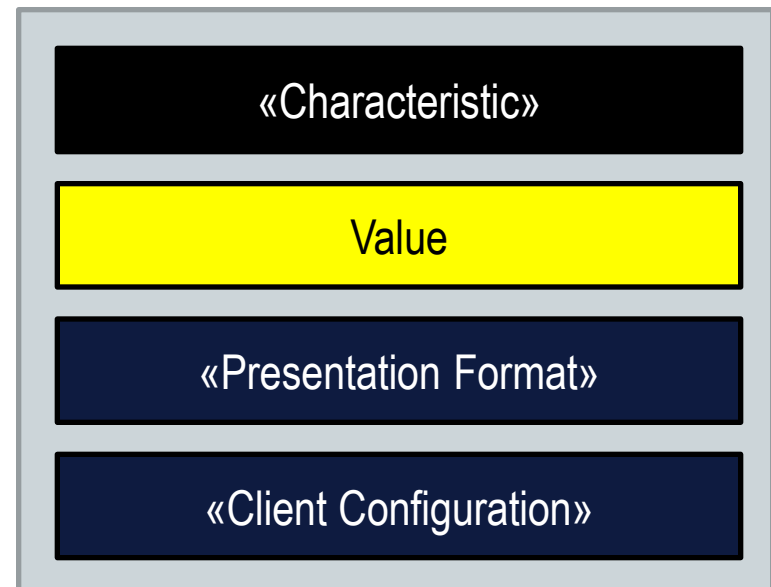 «Characteristic»
Value
«Presentation Format»
«Client Configuration»